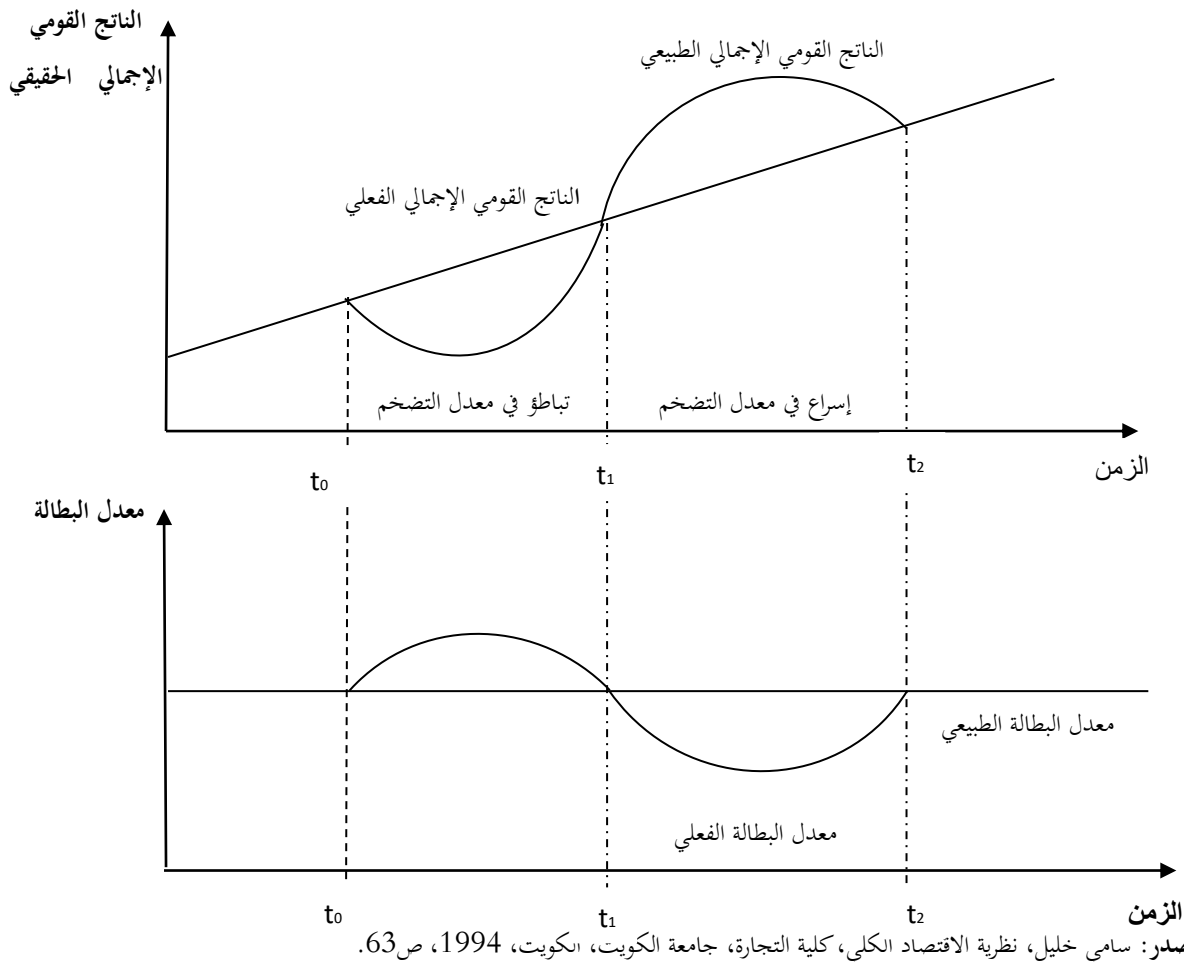 الناتج القومي
الإجمالي الحقيقي
الناتج القومي الإجمالي الطبيعي
الناتج القومي الإجمالي الفعلي
تباطؤ في معدل التضخم
إسراع في معدل التضخم
t0
t1
t2
الزمن
معدل البطالة
معدل البطالة الطبيعي
معدل البطالة الفعلي
t0
t1
t2
الزمن
صدر: سامي خليل، نظرية الاقتصاد الكلي، كلية التجارة، جامعة الكويت، الكويت، 1994، ص63.